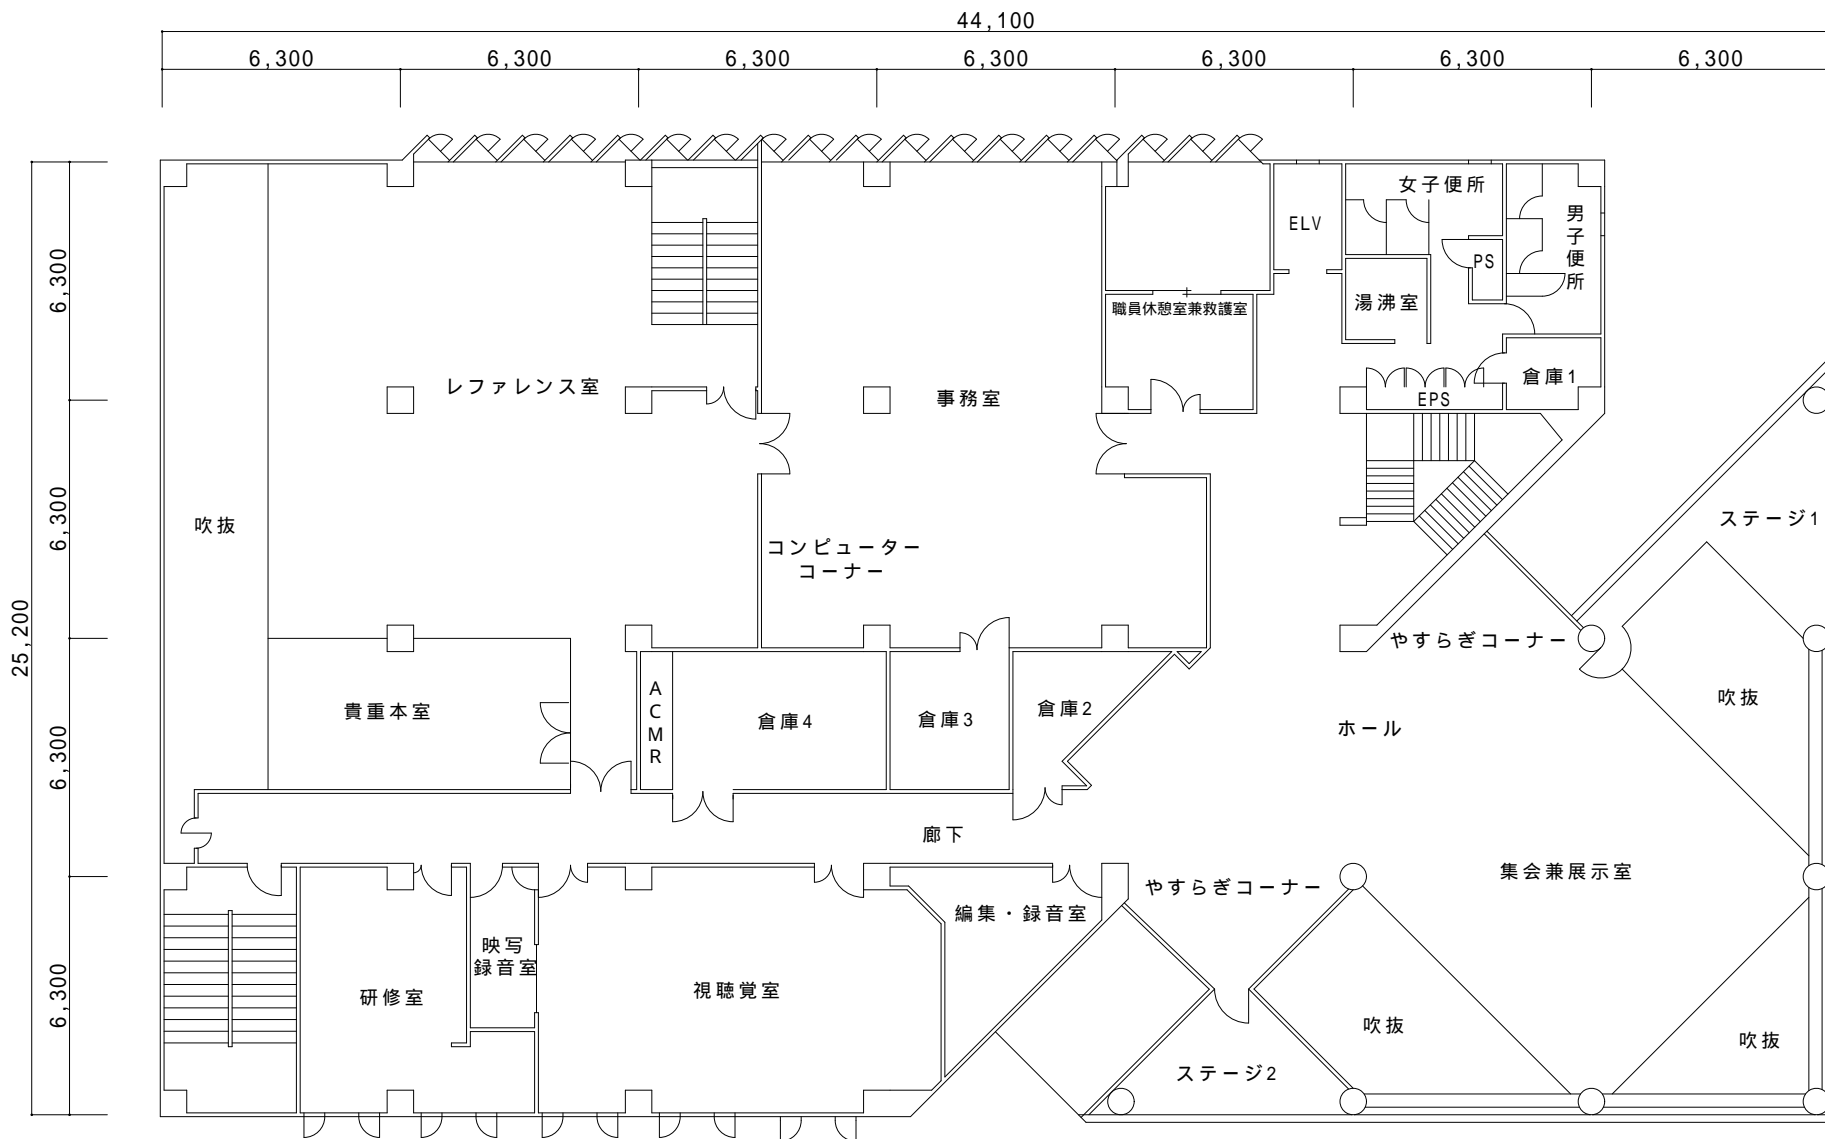 44,100
6,300 6,300 6,300 6,300 6,300 6,300 6,300
25,200
6,300
6,300
6,300
6,300
女子便所
男子便所
ELV
PS
湯沸室
職員休憩室兼救護室
倉庫1
EPS
レファレンス室
事務室
吹抜
ステージ1
コンピューター
コーナー
やすらぎコーナー
貴重本室
ACMR
倉庫4
倉庫3
倉庫2
吹抜
ホール
廊下
集会兼展示室
やすらぎコーナー
編集・録音室
映写
録音室
研修室
視聴覚室
吹抜
吹抜
ステージ2